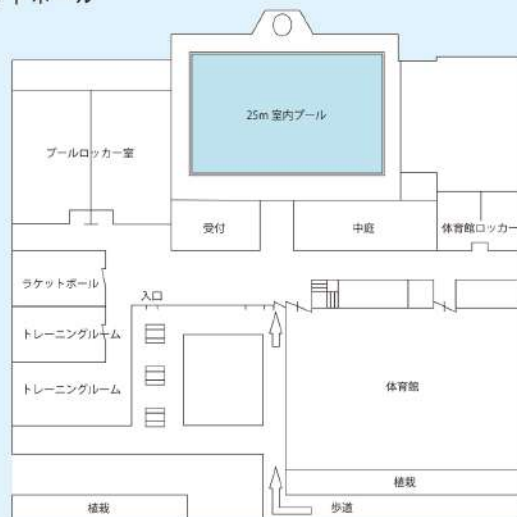 25m 室内プール
プールロッカー室
受付
中庭
体育館ロッカー
ラケットボール
入口
トレーニングルーム
トレーニングルーム
体育館
植栽
植栽
歩道